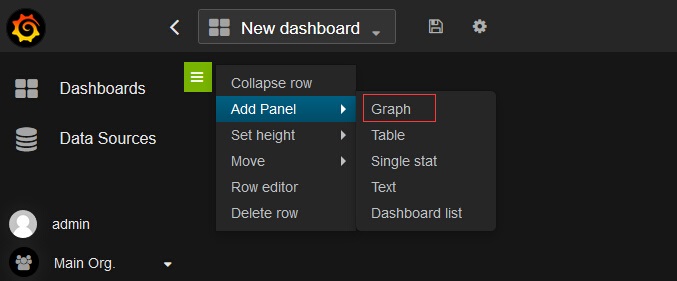 New dashboard
Dashboards
Data Sources
admin
Main Org.
Collapse row
Add Panel
Set height
Move
Row editor
Delete row
Graph
Table
Single stat
Text
Dashboard list